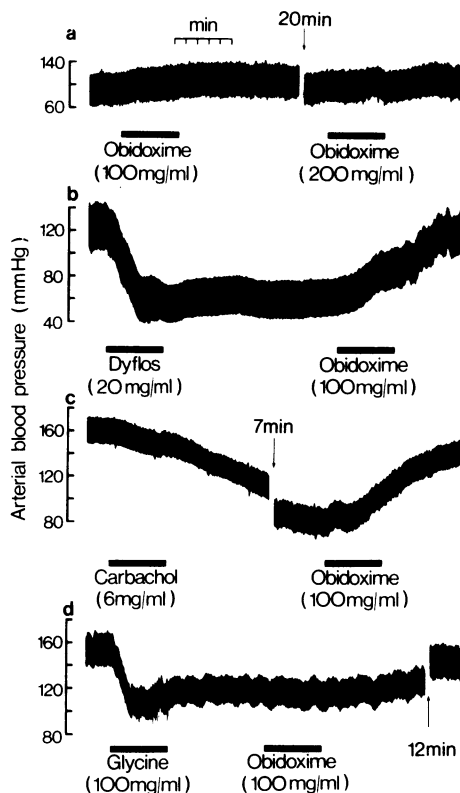 a
min
20min
140
60
Obidoxime
(100mg/ml)
Obidoxime
(200mg/ml)
b
120
80
40
Dyflos
(20mg/ml)
Obidoxime
(100mg/ml)
Arterial blood pressure (mmHg)
c
7min
160
120
80
Carbachol
(6mg/ml)
Obidoxime
(100mg/ml)
d
160
120
80
Glycine
(100mg/ml)
Obidoxime
(100mg/ml)
12min